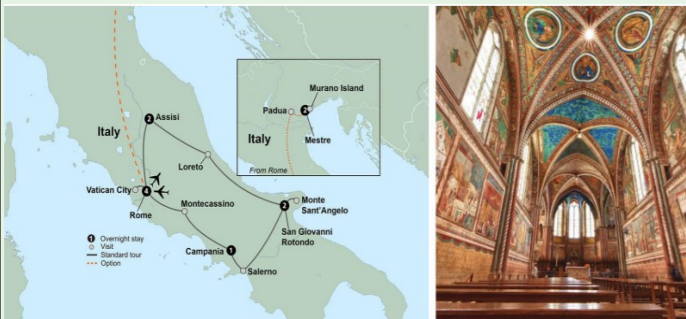 2
Assisi
Italy
Loreto
Vatican City
4
Rome
Montecassino
2
Monte
Sant'Angelo
San Giovanni
Rotondo
Campania
1
Salerno
1 Overnight stay
Visit
Standard tour
Option
Murano Island
Padua
2
Italy
Mestre
From Rome